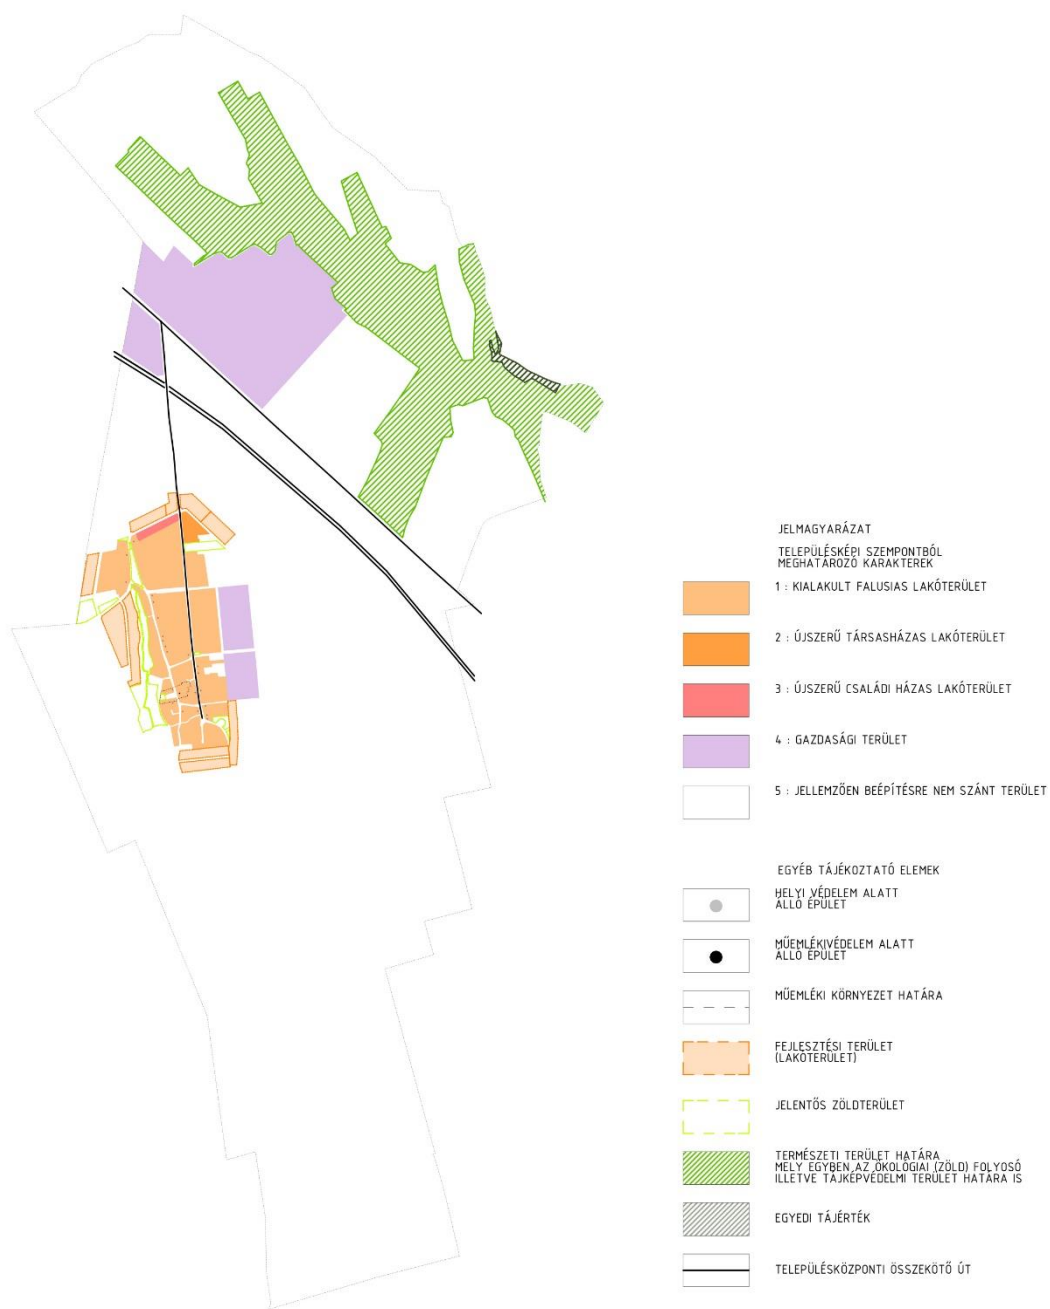 JELMAGYARÁZAT
TELEPÜLÉSKÉPI SZEMPONTBÓL
MEGHATÁROZÓ KARAKTEREK
1 : KIALAKULT FALUSIAS LAKÓTERÜLET
2 : ÚJSZERŰ TÁRSASHÁZAS LAKÓTERÜLET
3 : ÚJSZERŰ CSALÁDI HÁZAS LAKÓTERÜLET
4 : GAZDASÁGI TERÜLET
5 : JELLEMZŐEN BEÉPÍTÉSRE NEM SZÁNT TERÜLET
EGYÉB TÁJÉKOZTATÓ ELEMEK
HELYI VÉDELEM ALATT
ÁLLÓ ÉPÜLET
MŰEMLÉKIVÉDELEM ALATT
ÁLLÓ ÉPÜLET
MŰEMLÉKI KÖRNYEZET HATÁRA
FEJLESZTÉSI TERÜLET
(LAKÓTERÜLET)
JELENTŐS ZÖLDTERÜLET
TERMÉSZETI TERÜLET HATÁRA
MELY EGYBEN AZ ÖKOLÓGIAI (ZÖLD) FOLYOSÓ
ILLETVE TÁJKÉPVÉDELMI TERÜLET HATÁRA IS
EGYEDI TÁJÉRTÉK
TELEPÜLÉSKÖZPONTI ÖSSZEKÖTŐ ÚT